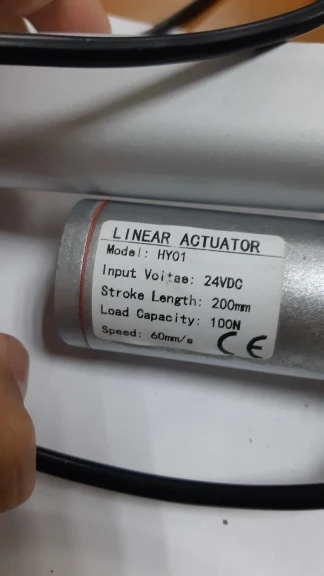 LINEAR ACTUATOR
Model: HY01
Input Voitae: 24VDC
Stroke Length: 200mm
Load Capacity: 100N
Speed: 60mm/s
CE